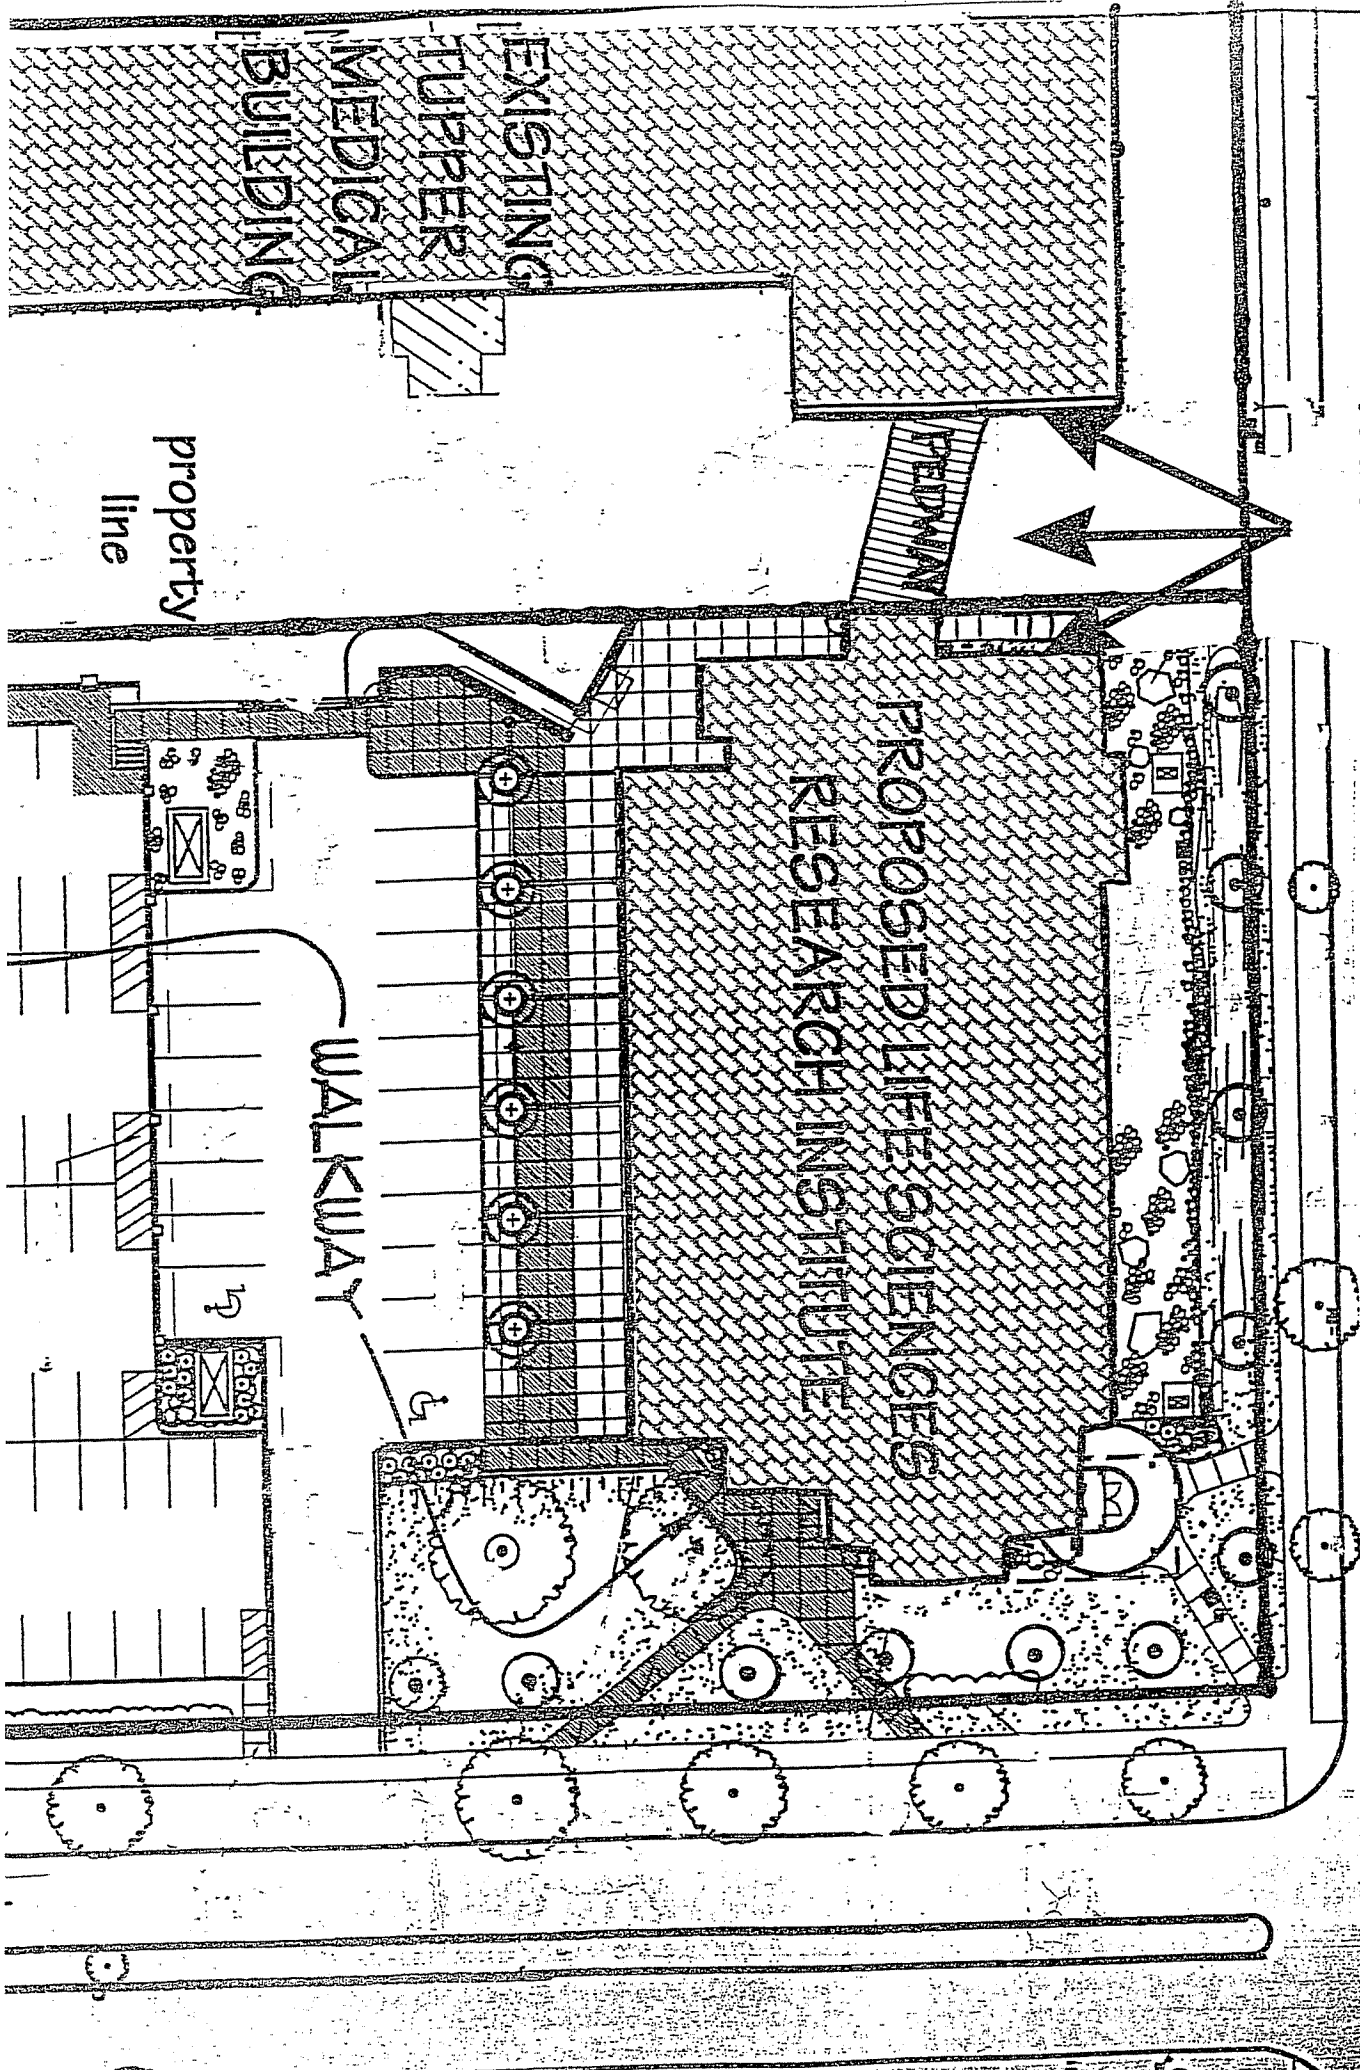 EXISTING
TUPPER
MEDICAL
BUILDING
PEDWAY
property
line
PROPOSED LIFE SCIENCES
RESEARCH INSTITUTE
WALKWAY